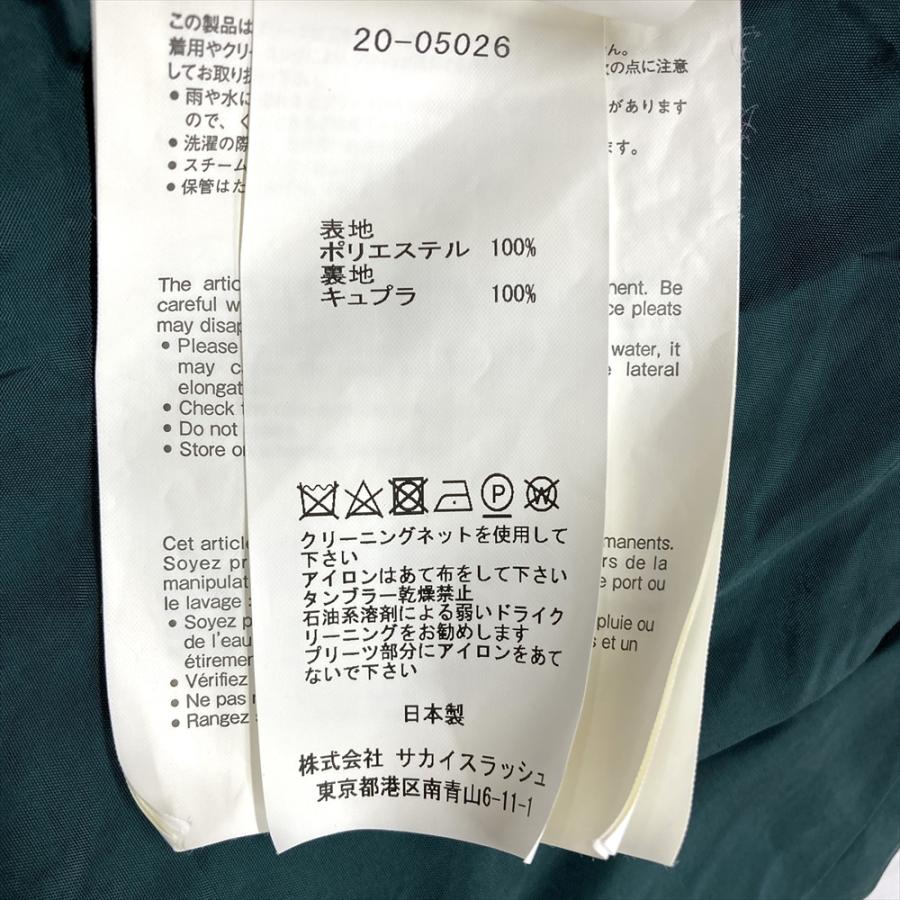 20-05026
表地
ポリエステル 100%
裏地
キュプラ 100%
P
W
クリーニングネットを使用して
下さい
アイロンはあて布をして下さい
タンブラー乾燥禁止
石油系溶剤による弱いドライク
リーニングをお勧めします
プリーツ部分にアイロンをあて
ないで下さい
日本製
株式会社 サカイスラッシュ
東京都港区南青山6-11-1
この製品は
着用やクリー
してお取り扱
• 雨や水に
ので、く
• 洗濯の際
• スチーム
• 保管はた
ん。
の点に注意
があります
ます。
The artic
careful w
may disap
• Please
may c
elongat
• Check
• Do not
• Store o
nment. Be
ce pleats
water, it
lateral
Cet article
Soyez pr
manipulat
le lavage
• Soyez p
de l'eau
étirement
• Vérifiez
• Ne pas
• Rangez
rmanents.
rs de la
e port ou
pluie ou
s et un